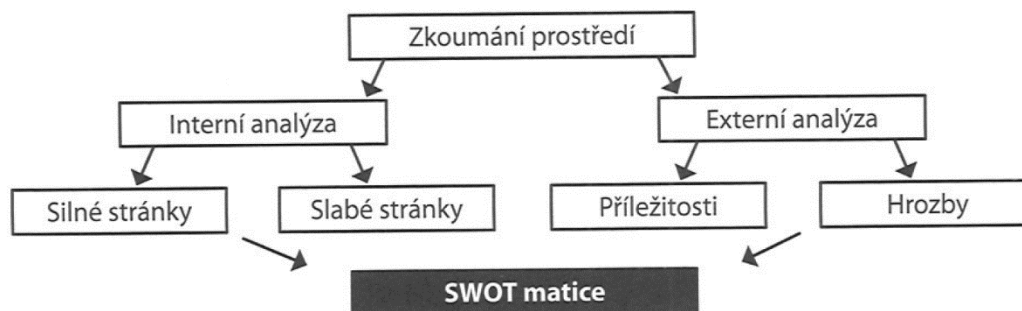 Zkoumání prostředí
Interní analýza
Externí analýza
Silné stránky
Slabé stránky
Příležitosti
Hrozby
SWOT matice